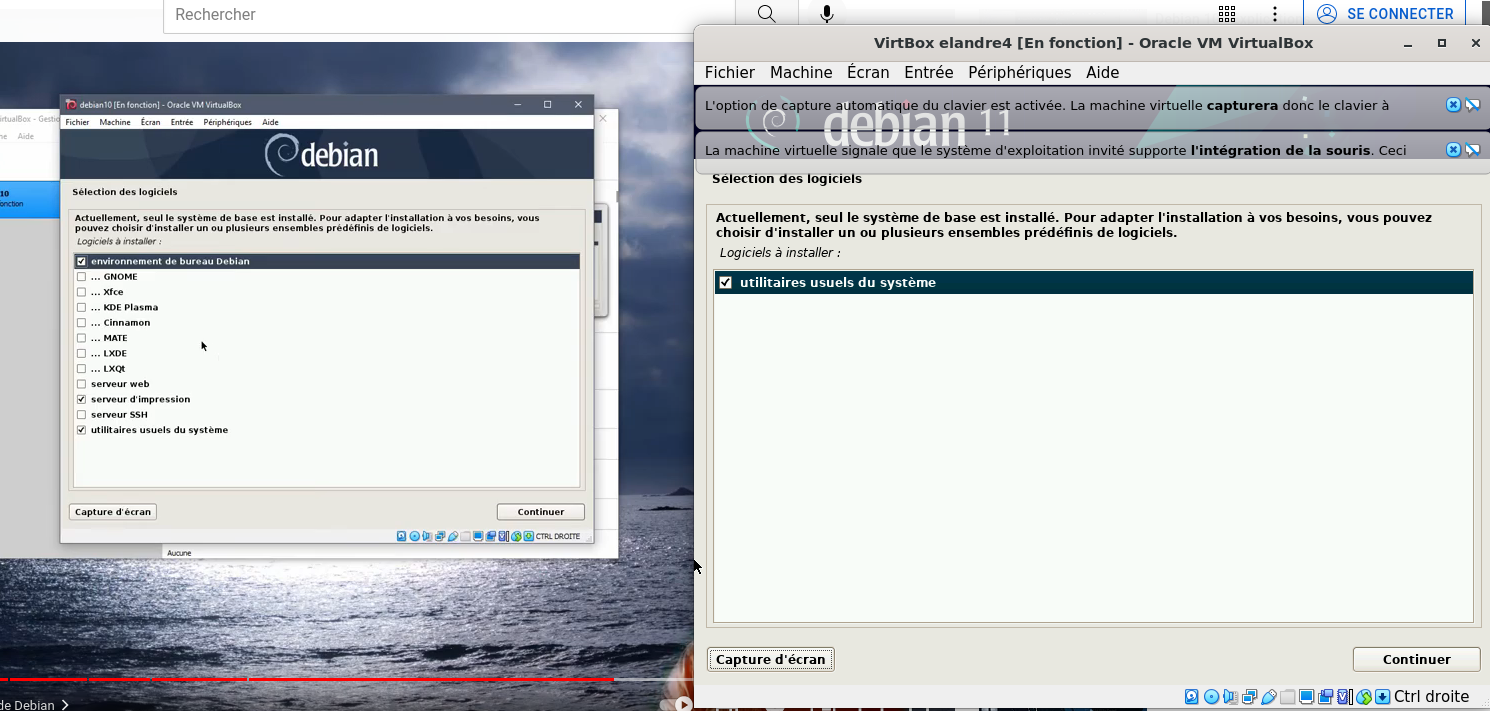 Rechercher
SE CONNECTER
debian10 [En fonction] - Oracle VM VirtualBox
Fichier Machine Écran Entrée Périphériques Aide
debian
Sélection des logiciels
Actuellement, seul le système de base est installé. Pour adapter l'installation à vos besoins, vous
pouvez choisir d'installer un ou plusieurs ensembles prédéfinis de logiciels.
Logiciels à installer :
environnement de bureau Debian
... GNOME
... Xfce
... KDE Plasma
... Cinnamon
... MATE
... LXDE
... LXQt
serveur web
serveur d'impression
serveur SSH
utilitaires usuels du système
Capture d'écran
Continuer
CTRL DROITE
irtualBox - Gestio
ne Aide
10
onction
Aucune
de Debian
VirtBox elandre4 [En fonction] - Oracle VM VirtualBox
Fichier Machine Écran Entrée Périphériques Aide
L'option de capture automatique du clavier est activée. La machine virtuelle capturera donc le clavier à
debian 11
La machine virtuelle signale que le système d'exploitation invité supporte l'intégration de la souris. Ceci
Sélection des logiciels
Actuellement, seul le système de base est installé. Pour adapter l'installation à vos besoins, vous pouvez
choisir d'installer un ou plusieurs ensembles prédéfinis de logiciels.
Logiciels à installer :
utilitaires usuels du système
Capture d'écran
Continuer
Ctrl droite